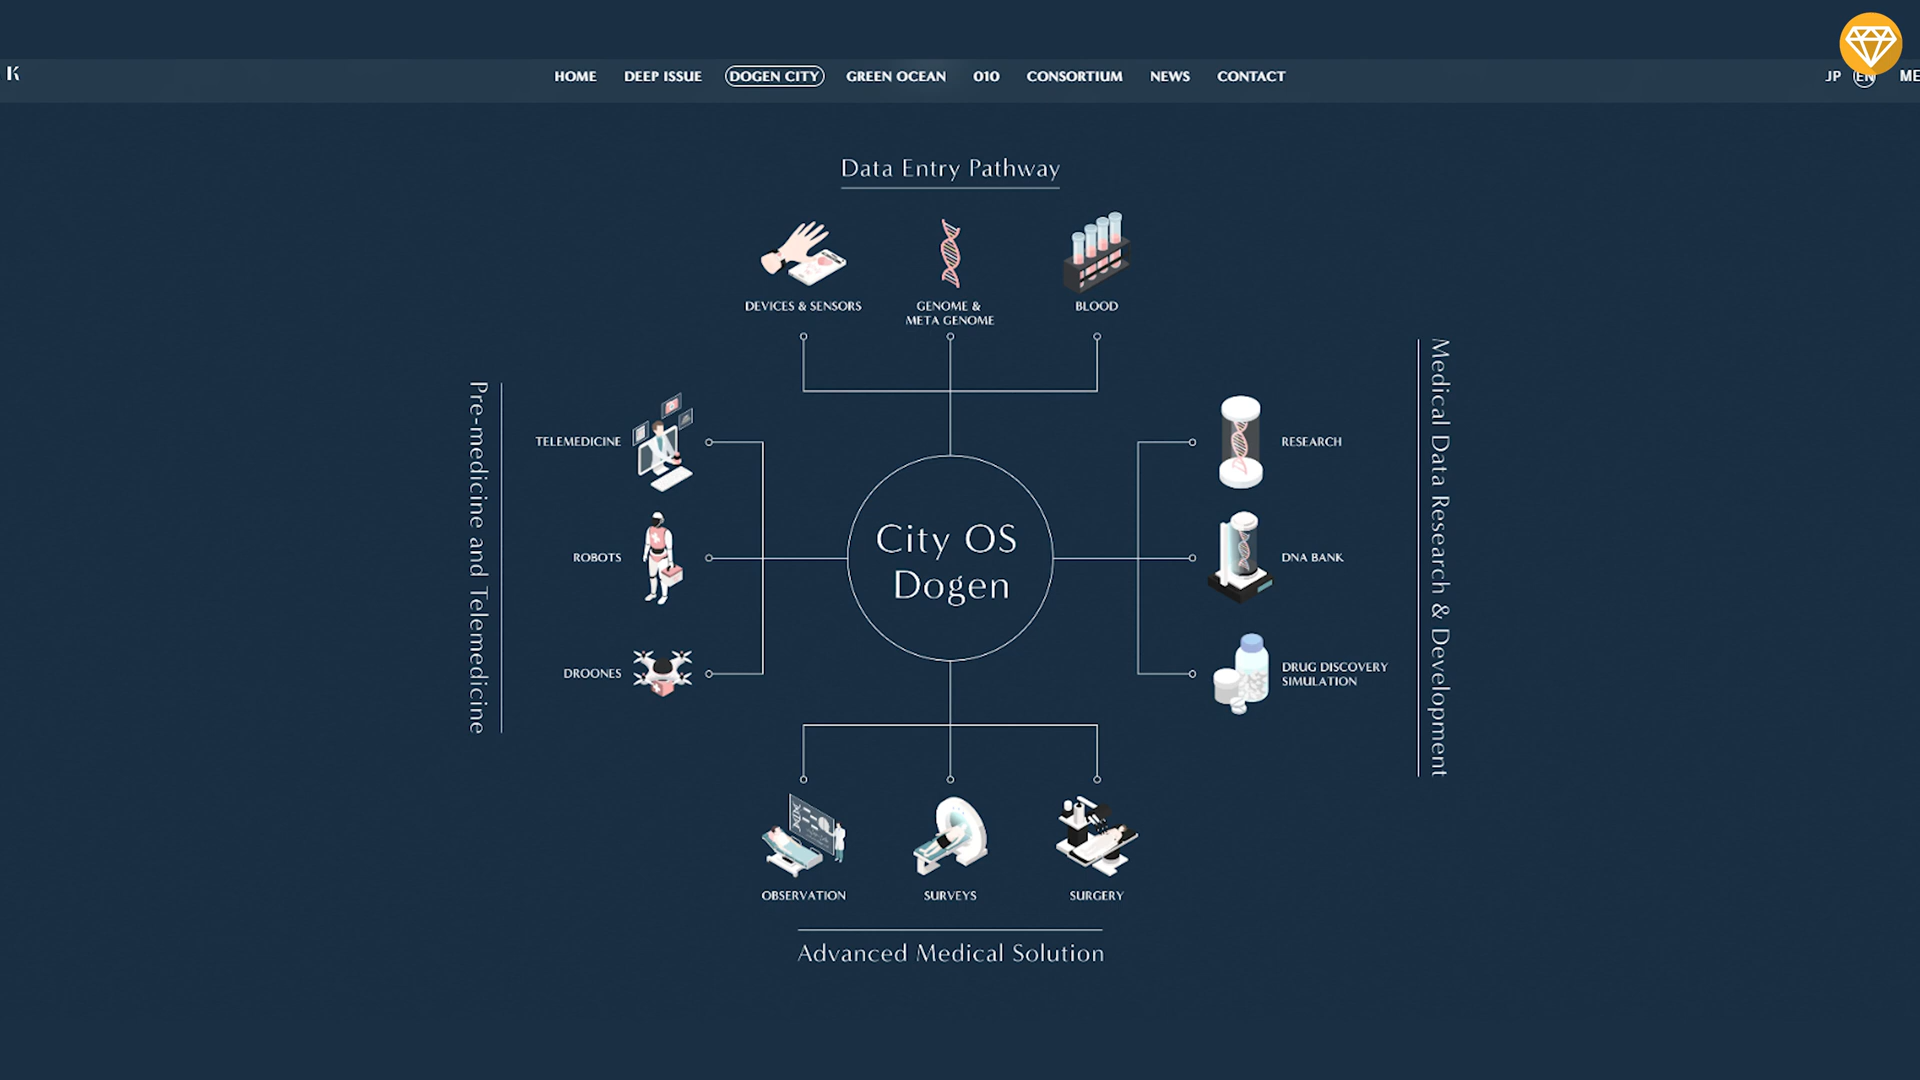 K
HOME DEEP ISSUE DOGEN CITY GREEN OCEAN O1O CONSORTIUM NEWS CONTACT
JP EN ME
Data Entry Pathway
DEVICES & SENSORS
GENOME &
META GENOME
BLOOD
Pre-medicine and Telemedicine
TELEMEDICINE
ROBOTS
DROONES
City OS
Dogen
RESEARCH
DNA BANK
DRUG DISCOVERY
SIMULATION
Medical Data Research & Development
OBSERVATION
SURVEYS
SURGERY
Advanced Medical Solution